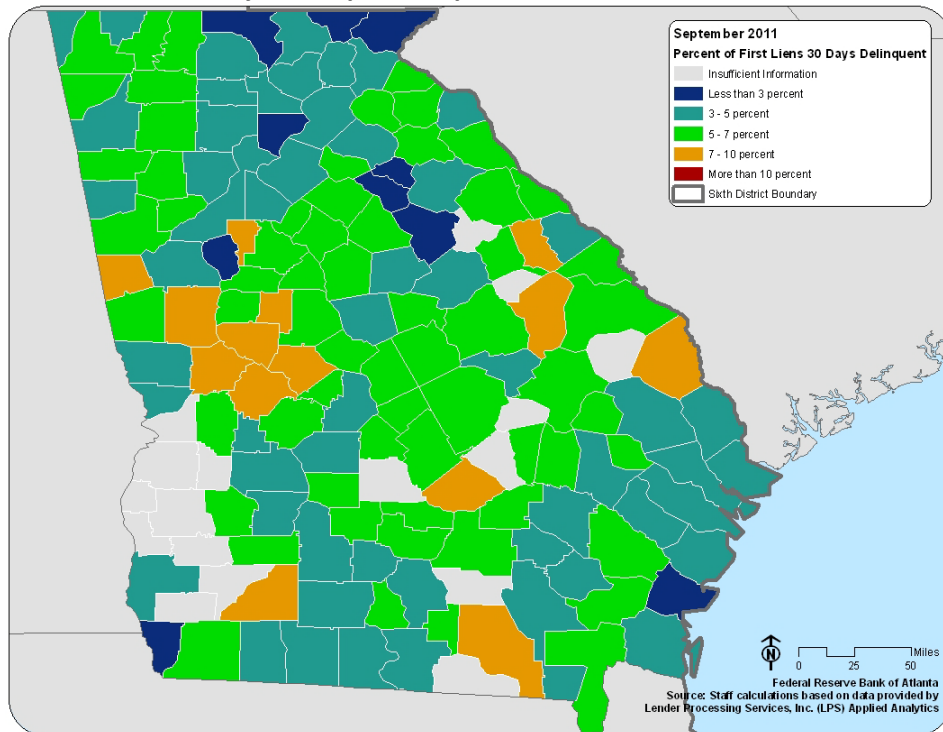 September 2011
Percent of First Liens 30 Days Delinquent
Insufficient Information
Less than 3 percent
3 - 5 percent
5 - 7 percent
7 - 10 percent
More than 10 percent
Sixth District Boundary
N
Miles
0 25 50
Federal Reserve Bank of Atlanta
Source: Staff calculations based on data provided by
Lender Processing Services, Inc. (LPS) Applied Analytics